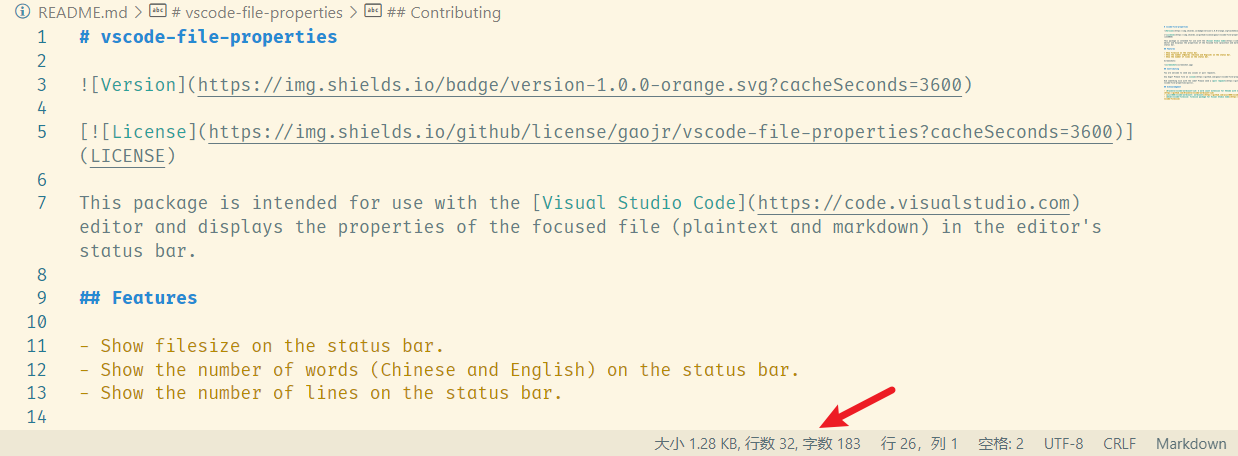 README.md > # vscode-file-properties > ## Contributing
1 # vscode-file-properties
2
3 ![Version](https://img.shields.io/badge/version-1.0.0-orange.svg?cacheSeconds=3600)
4
5 [![License](https://img.shields.io/github/license/gaojr/vscode-file-properties?cacheSeconds=3600)]
(LICENSE)
6
7 This package is intended for use with the [Visual Studio Code](https://code.visualstudio.com)
editor and displays the properties of the focused file (plaintext and markdown) in the editor's
status bar.
8
9 ## Features
10
11 - Show filesize on the status bar.
12 - Show the number of words (Chinese and English) on the status bar.
13 - Show the number of lines on the status bar.
14
大小 1.28 KB, 行数 32, 字数 183 行 26，列 1 空格: 2 UTF-8 CRLF Markdown